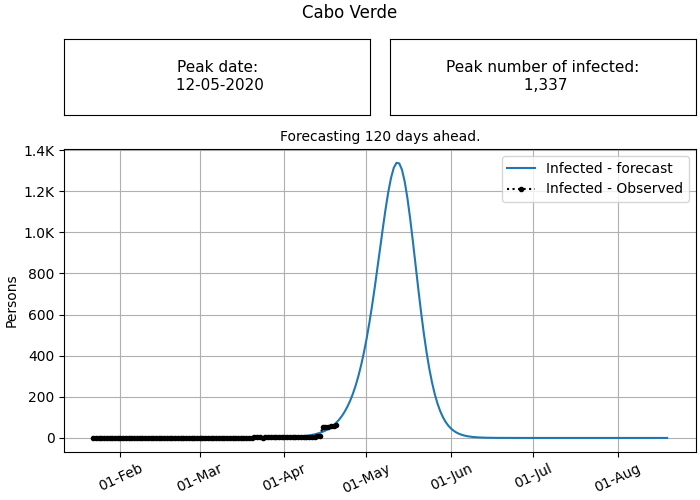 Cabo Verde
Peak date:
12-05-2020
Peak number of infected:
1,337
Forecasting 120 days ahead.
1.4K
1.2K
1.0K
800
600
400
200
0
Persons
Infected - forecast
Infected - Observed
01-Feb
01-Mar
01-Apr
01-May
01-Jun
01-Jul
01-Aug